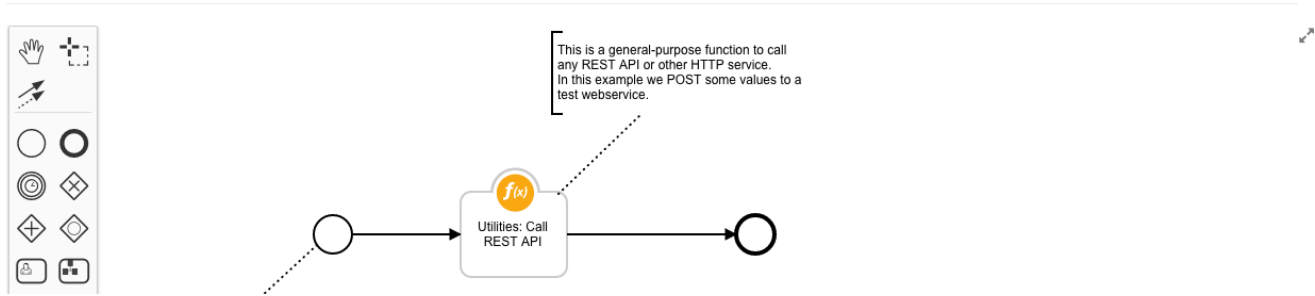 This is a general-purpose function to call
any REST API or other HTTP service.
In this example we POST some values to a
test webservice.
f(x)
Utilities: Call
REST API